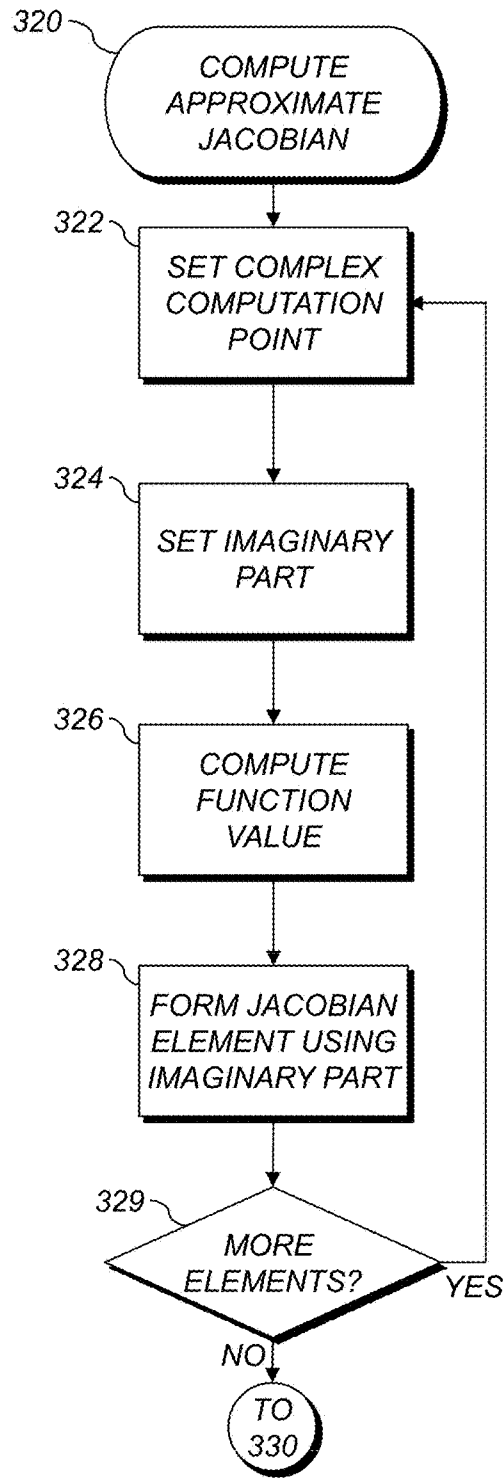 320
COMPUTE
APPROXIMATE
JACOBIAN
322
SET COMPLEX
COMPUTATION
POINT
324
SET IMAGINARY
PART
326
COMPUTE
FUNCTION
VALUE
328
FORM JACOBIAN
ELEMENT USING
IMAGINARY PART
329
MORE
ELEMENTS?
YES
NO
TO
330